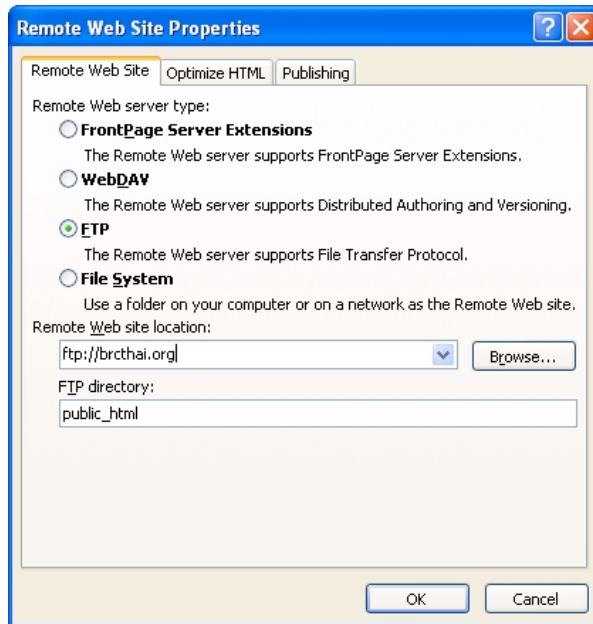 Remote Web Site Properties
Remote Web Site
Optimize HTML
Publishing
Remote Web server type:
FrontPage Server Extensions
The Remote Web server supports FrontPage Server Extensions.
WebDAV
The Remote Web server supports Distributed Authoring and Versioning.
FTP
The Remote Web server supports File Transfer Protocol.
File System
Use a folder on your computer or on a network as the Remote Web site.
Remote Web site location:
ftp://brcthai.org
Browse...
FTP directory:
public_html
OK
Cancel